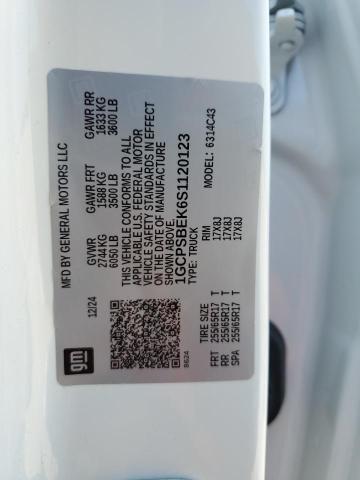 MFD BY GENERAL MOTORS LLC
12/24 GVWR GAWR FRT GAWR RR
2744 KG 1588 KG 1633 KG
6050 LB 3500 LB 3600 LB
THIS VEHICLE CONFORMS TO ALL
APPLICABLE U.S. FEDERAL MOTOR
VEHICLE SAFETY STANDARDS IN EFFECT
ON THE DATE OF MANUFACTURE
SHOWN ABOVE.
1GCPSBEK6S1120123
TYPE: TRUCK MODEL: 6314C43
TIRE SIZE RIM
FRT 255/65R17 T 17X8J
RR 255/65R17 T 17X8J
SPA 255/65R17 T 17X8J
gm
8624